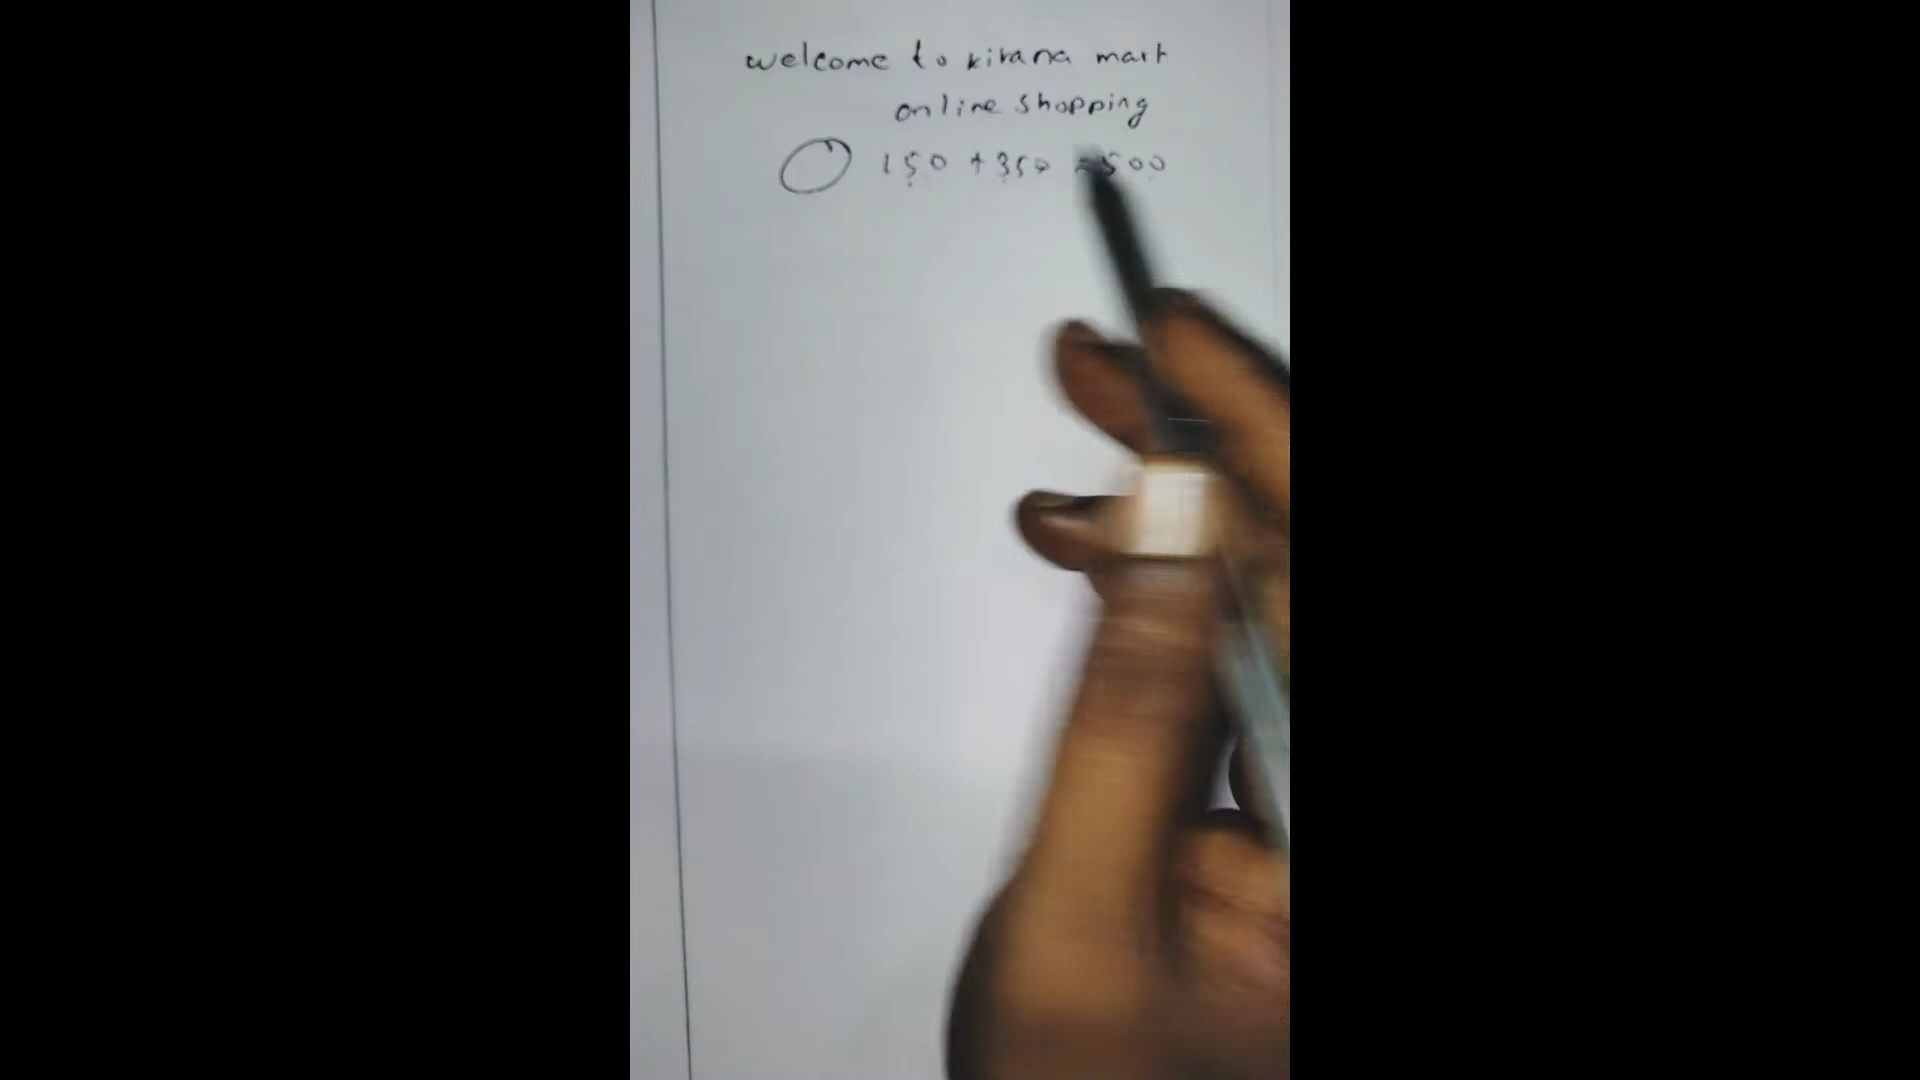 welcome to kirana mart
online shopping
150 + 350 = 500